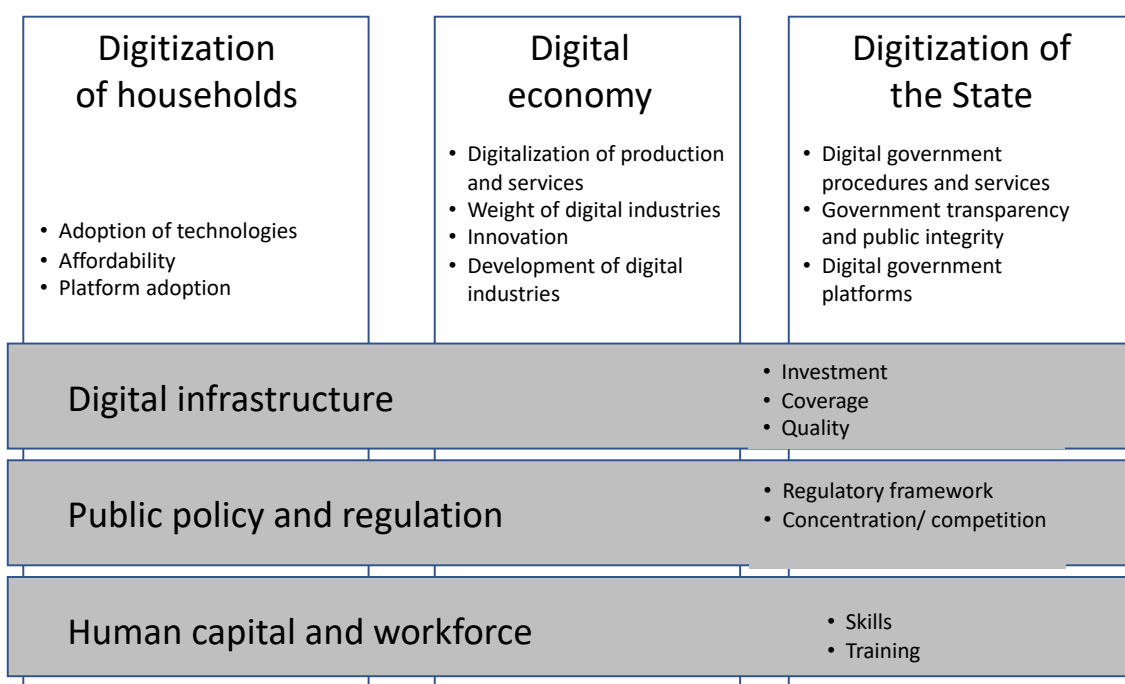 Digitization
of households
• Adoption of technologies
• Affordability
• Platform adoption
Digital
economy
• Digitalization of production
and services
• Weight of digital industries
• Innovation
• Development of digital
industries
Digitization of
the State
• Digital government
procedures and services
• Government transparency
and public integrity
• Digital government
platforms
Digital infrastructure
• Investment
• Coverage
• Quality
Public policy and regulation
• Regulatory framework
• Concentration/ competition
Human capital and workforce
• Skills
• Training